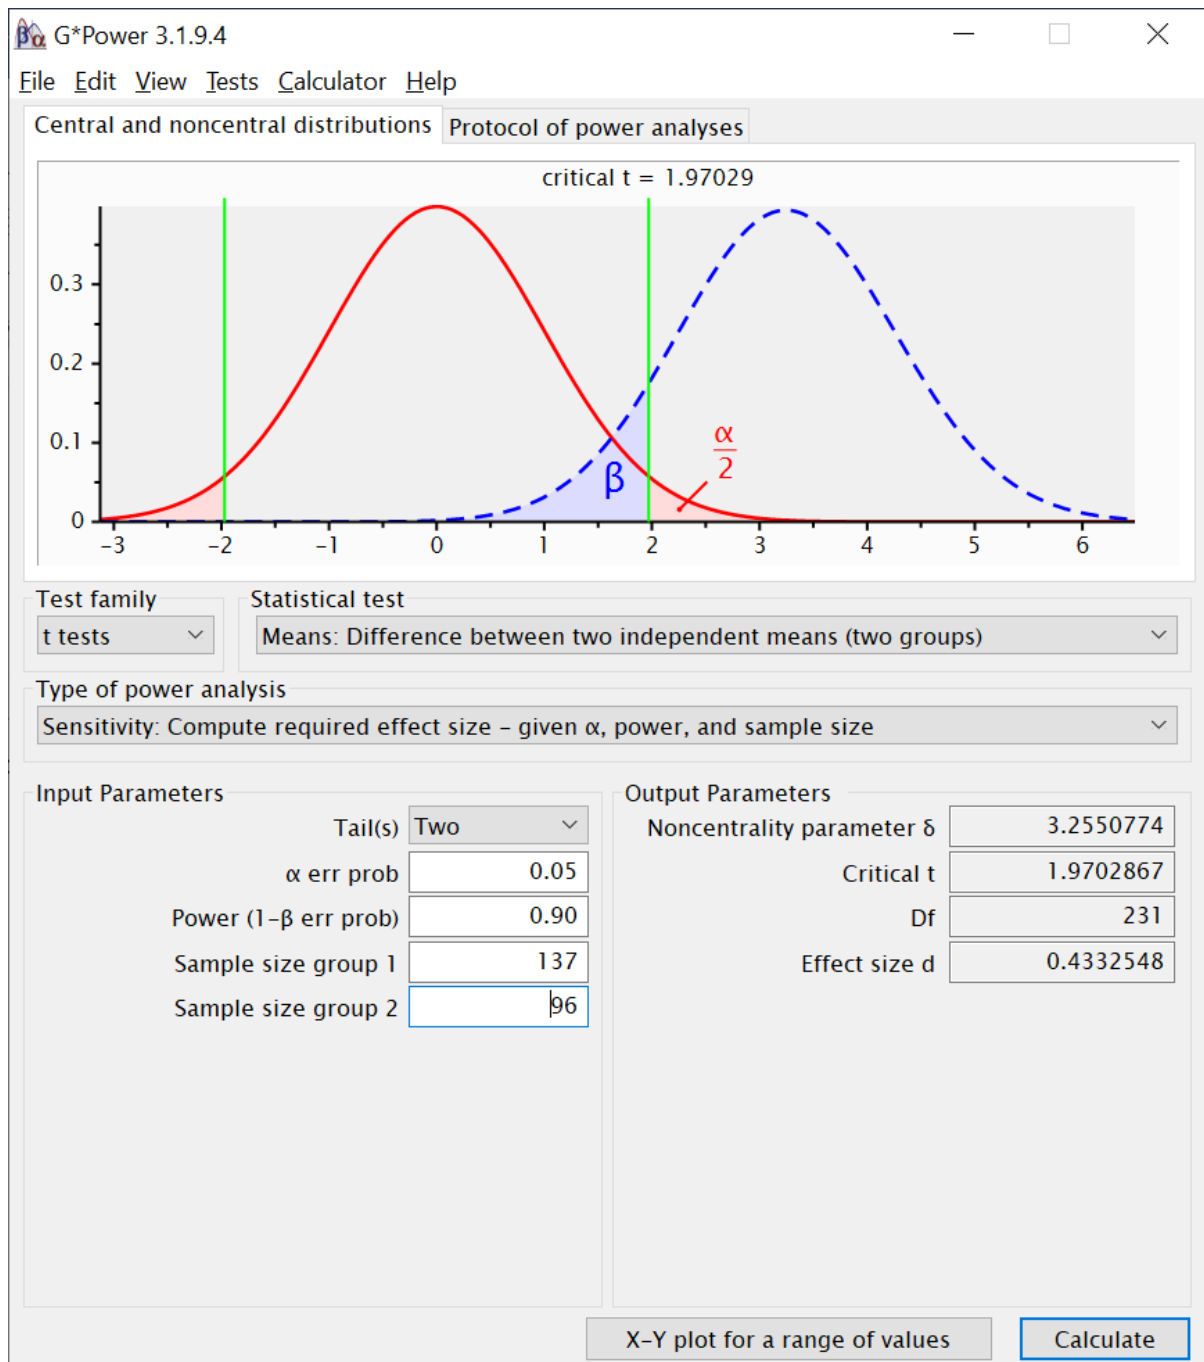 G*Power 3.1.9.4
File Edit View Tests Calculator Help
Central and noncentral distributions Protocol of power analyses
critical t = 1.97029
0.3
0.2
0.1
0
β
α
2
-3 -2 -1 0 1 2 3 4 5 6
Test family
t tests
Statistical test
Means: Difference between two independent means (two groups)
Type of power analysis
Sensitivity: Compute required effect size – given α, power, and sample size
Input Parameters
Tail(s) Two
α err prob 0.05
Power (1-β err prob) 0.90
Sample size group 1 137
Sample size group 2 96
Output Parameters
Noncentrality parameter δ 3.2550774
Critical t 1.9702867
Df 231
Effect size d 0.4332548
X-Y plot for a range of values Calculate